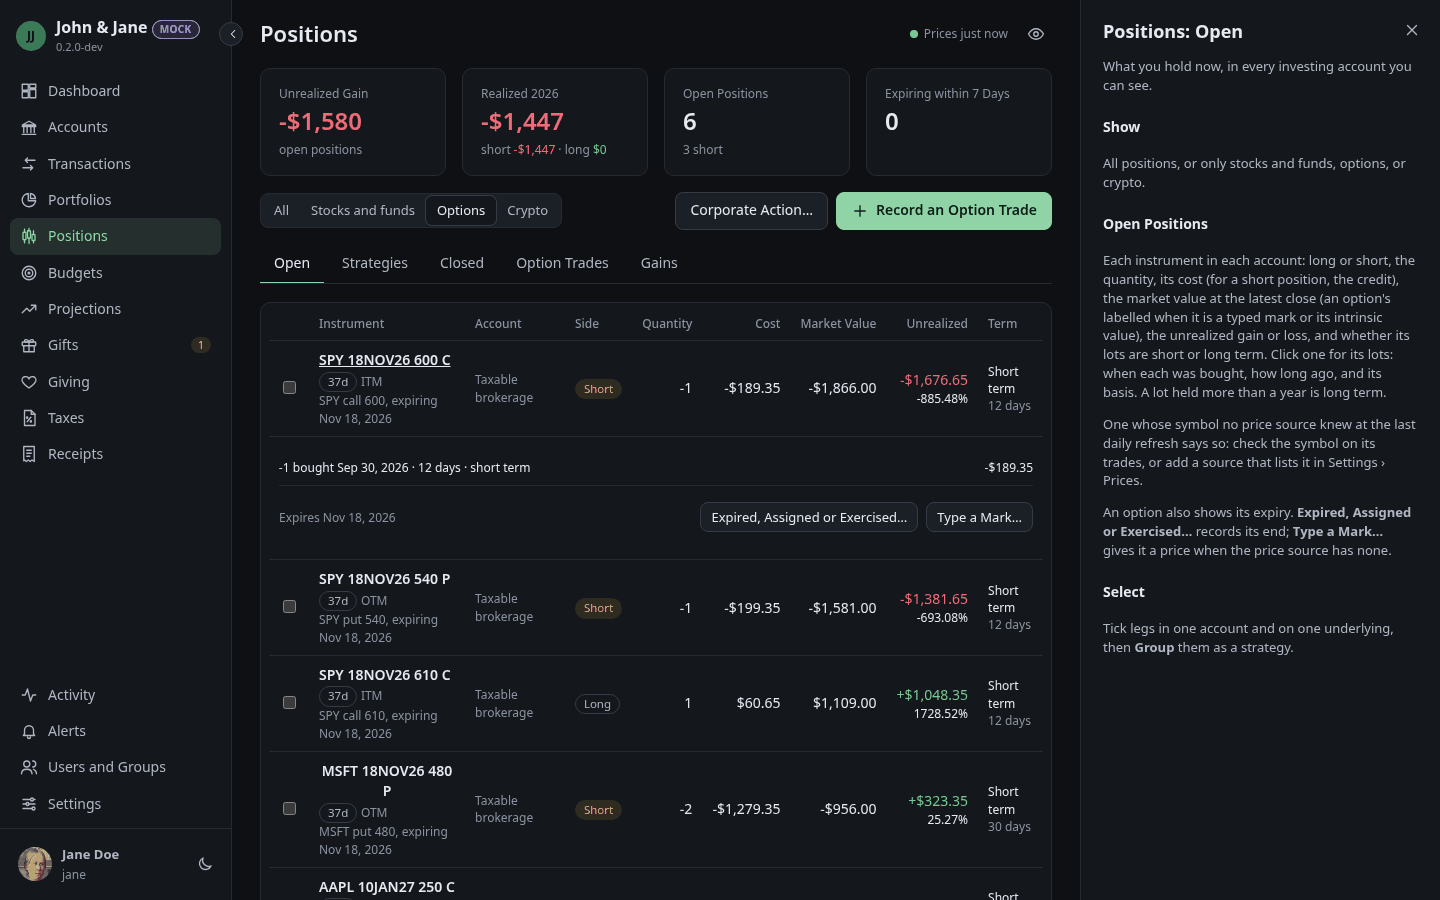 JJ
John & Jane
MOCK
0.2.0-dev
Dashboard
Accounts
Transactions
Portfolios
Positions
Budgets
Projections
Gifts
1
Giving
Taxes
Receipts
Activity
Alerts
Users and Groups
Settings
Jane Doe
jane
Positions
Prices just now
Unrealized Gain
-$1,580
open positions
Realized 2026
-$1,447
short -$1,447 · long $0
Open Positions
6
3 short
Expiring within 7 Days
0
All
Stocks and funds
Options
Crypto
Corporate Action...
Record an Option Trade
Open
Strategies
Closed
Option Trades
Gains
Instrument Account Side Quantity Cost Market Value Unrealized Term
SPY 18NOV26 600 C
37d ITM
SPY call 600, expiring
Nov 18, 2026
Taxable
brokerage
Short
-1
-$189.35
-$1,866.00
-$1,676.65
-885.48%
Short
term
12 days
-1 bought Sep 30, 2026 · 12 days · short term
-$189.35
Expires Nov 18, 2026
Expired, Assigned or Exercised...
Type a Mark...
SPY 18NOV26 540 P
37d OTM
SPY put 540, expiring
Nov 18, 2026
Taxable
brokerage
Short
-1
-$199.35
-$1,581.00
-$1,381.65
-693.08%
Short
term
12 days
SPY 18NOV26 610 C
37d ITM
SPY call 610, expiring
Nov 18, 2026
Taxable
brokerage
Long
1
$60.65
$1,109.00
+$1,048.35
1728.52%
Short
term
12 days
MSFT 18NOV26 480
P
37d OTM
MSFT put 480, expiring
Nov 18, 2026
Taxable
brokerage
Short
-2
-$1,279.35
-$956.00
+$323.35
25.27%
Short
term
30 days
AAPL 10JAN27 250 C
Short
Positions: Open
What you hold now, in every investing account you
can see.
Show
All positions, or only stocks and funds, options, or
crypto.
Open Positions
Each instrument in each account: long or short, the
quantity, its cost (for a short position, the credit),
the market value at the latest close (an option's
labelled when it is a typed mark or its intrinsic
value), the unrealized gain or loss, and whether its
lots are short or long term. Click one for its lots:
when each was bought, how long ago, and its
basis. A lot held more than a year is long term.
One whose symbol no price source knew at the last
daily refresh says so: check the symbol on its
trades, or add a source that lists it in Settings ›
Prices.
An option also shows its expiry. Expired, Assigned
or Exercised... records its end; Type a Mark...
gives it a price when the price source has none.
Select
Tick legs in one account and on one underlying,
then Group them as a strategy.